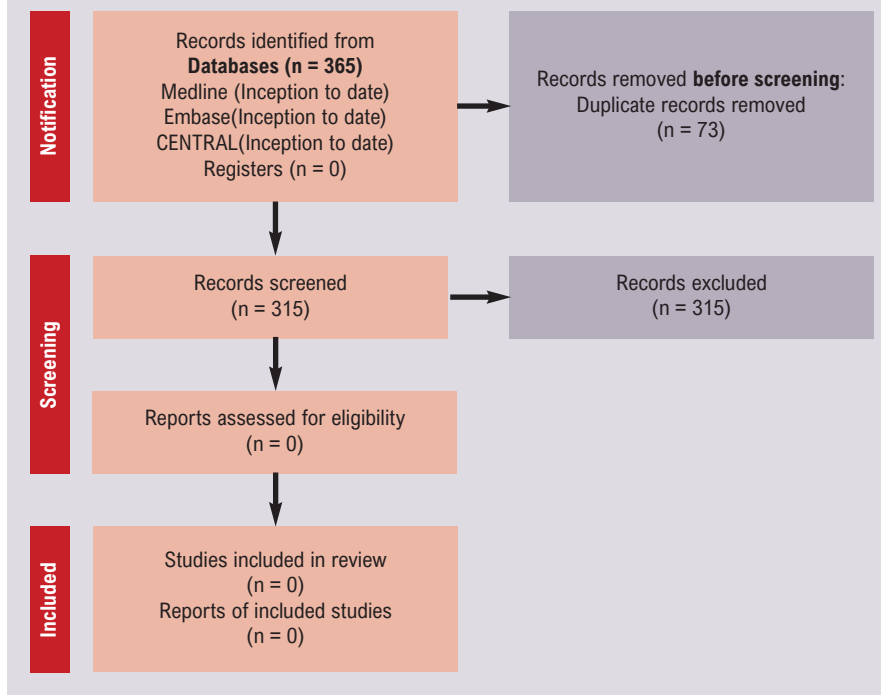 Notification
Records identified from
Databases (n = 365)
Medline (Inception to date)
Embase(Inception to date)
CENTRAL(Inception to date)
Registers (n = 0)
Records removed before screening:
Duplicate records removed
(n = 73)
Screening
Records screened
(n = 315)
Records excluded
(n = 315)
Reports assessed for eligibility
(n = 0)
Included
Studies included in review
(n = 0)
Reports of included studies
(n = 0)